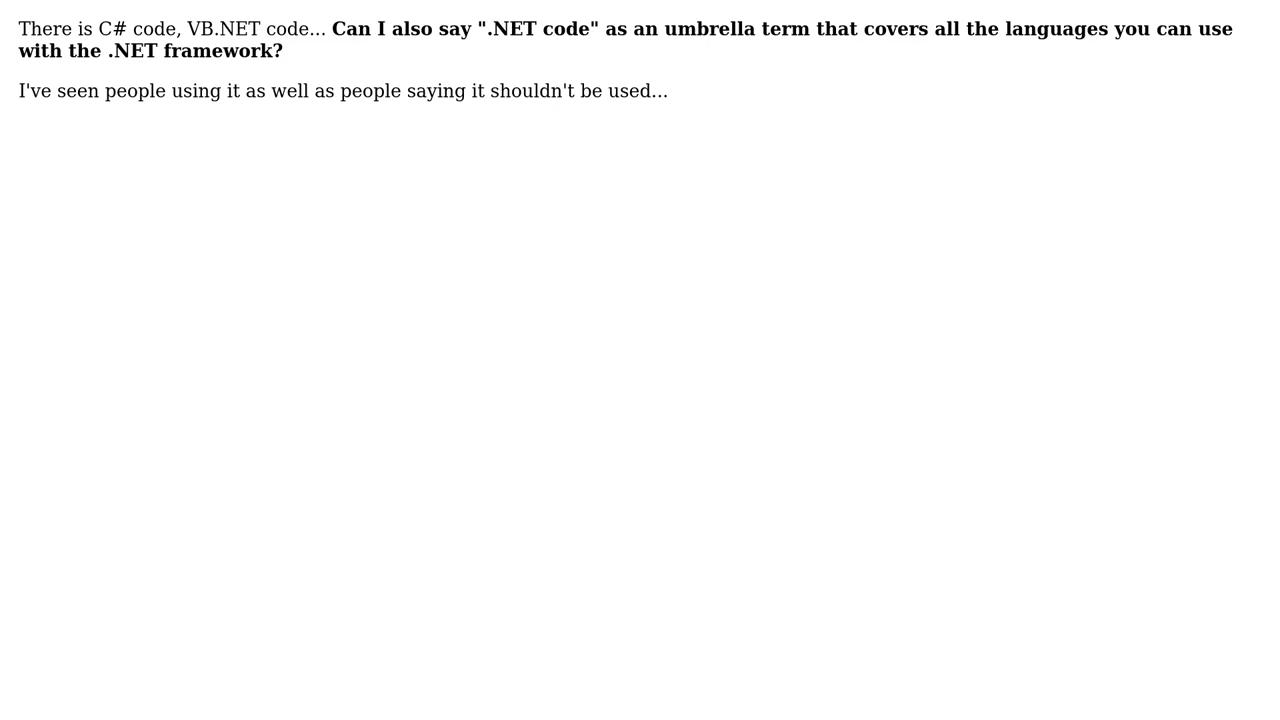 There is C# code, VB.NET code... Can I also say ".NET code" as an umbrella term that covers all the languages you can use
with the .NET framework?
I've seen people using it as well as people saying it shouldn't be used...